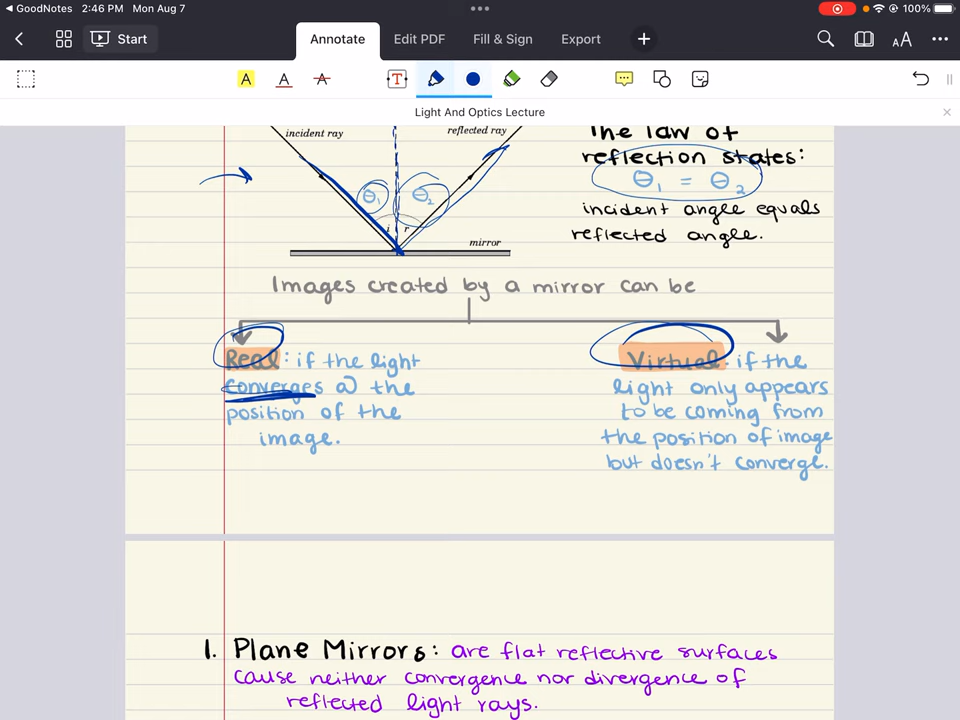 GoodNotes 2:46 PM Mon Aug 7 100%
Start Annotate Edit PDF Fill & Sign Export
A A A T
Light And Optics Lecture
incident ray
reflected ray
The law of
reflection states:
θ1 = θ2
incident angle equals
reflected angle.
θ1 θ2
i r
mirror
Images created by a mirror can be
Real: if the light
converges @ the
position of the
image.
Virtual: if the
light only appears
to be coming from
the position of image
but doesn't converge.
1. Plane Mirrors: are flat reflective surfaces
cause neither convergence nor divergence of
reflected light rays.